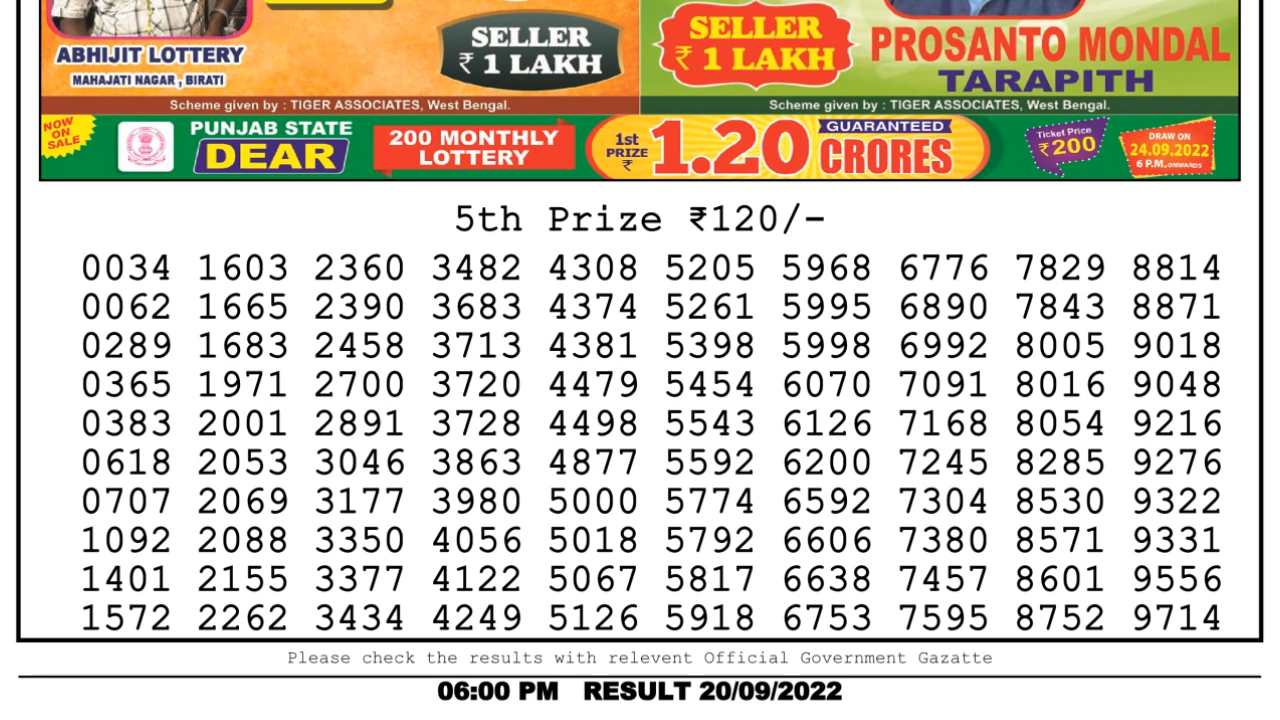 ABHIJIT LOTTERY
MAHAJATI NAGAR, BIRATI
SELLER
₹ 1 LAKH
SELLER
₹ 1 LAKH
PROSANTO MONDAL
TARAPITH
Scheme given by : TIGER ASSOCIATES, West Bengal.
Scheme given by : TIGER ASSOCIATES, West Bengal.
NOW
ON
SALE
PUNJAB STATE
DEAR
200 MONTHLY
LOTTERY
1st
PRIZE
₹
1.20
GUARANTEED
CRORES
Ticket Price
₹200
DRAW ON
24.09.2022
6 P.M. ONWARDS
5th Prize ₹120/-
0034 1603 2360 3482 4308 5205 5968 6776 7829 8814
0062 1665 2390 3683 4374 5261 5995 6890 7843 8871
0289 1683 2458 3713 4381 5398 5998 6992 8005 9018
0365 1971 2700 3720 4479 5454 6070 7091 8016 9048
0383 2001 2891 3728 4498 5543 6126 7168 8054 9216
0618 2053 3046 3863 4877 5592 6200 7245 8285 9276
0707 2069 3177 3980 5000 5774 6592 7304 8530 9322
1092 2088 3350 4056 5018 5792 6606 7380 8571 9331
1401 2155 3377 4122 5067 5817 6638 7457 8601 9556
1572 2262 3434 4249 5126 5918 6753 7595 8752 9714
Please check the results with relevent Official Government Gazatte
06:00 PM RESULT 20/09/2022